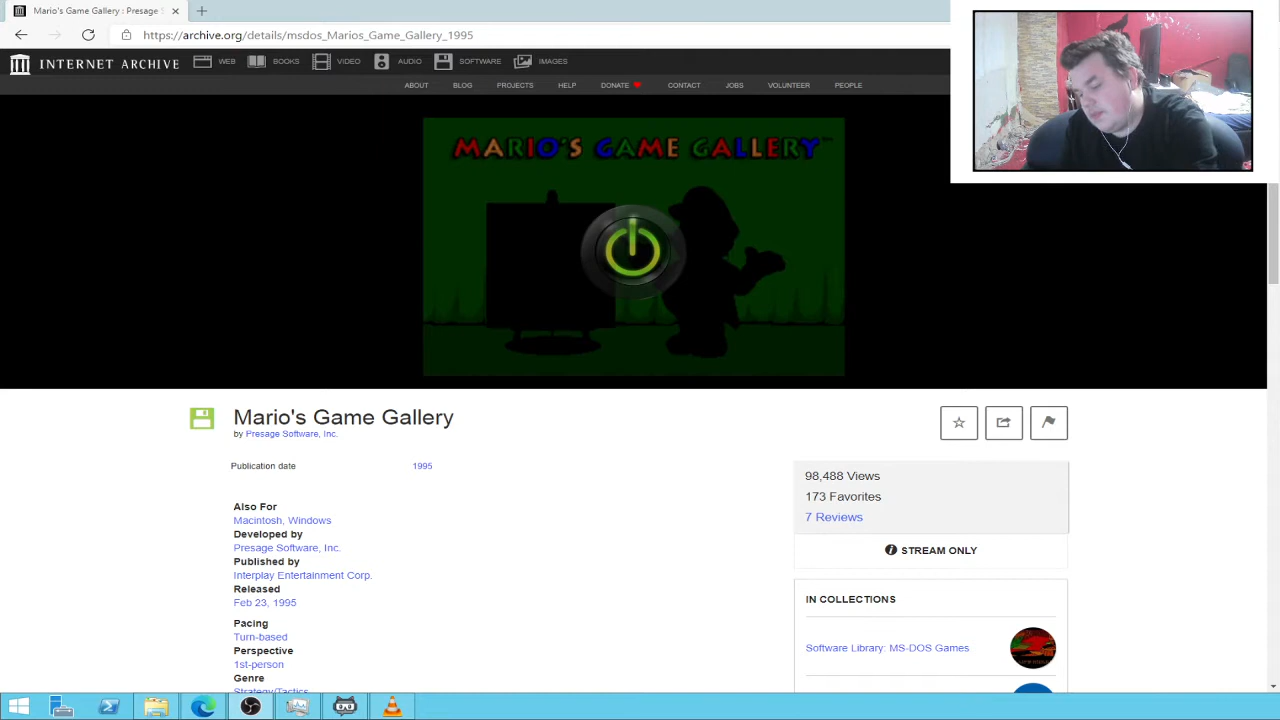 Mario's Game Gallery : Presage S
https://archive.org/details/msdos_Marios_Game_Gallery_1995
INTERNET ARCHIVE
WEB
BOOKS
VIDEO
AUDIO
SOFTWARE
IMAGES
ABOUT
BLOG
PROJECTS
HELP
DONATE
CONTACT
JOBS
VOLUNTEER
PEOPLE
MARIO'S GAME GALLERY™
Mario's Game Gallery
by Presage Software, Inc.
Publication date 1995
Also For
Macintosh, Windows
Developed by
Presage Software, Inc.
Published by
Interplay Entertainment Corp.
Released
Feb 23, 1995
Pacing
Turn-based
Perspective
1st-person
Genre
Strategy/Tactics
98,488 Views
173 Favorites
7 Reviews
STREAM ONLY
IN COLLECTIONS
Software Library: MS-DOS Games